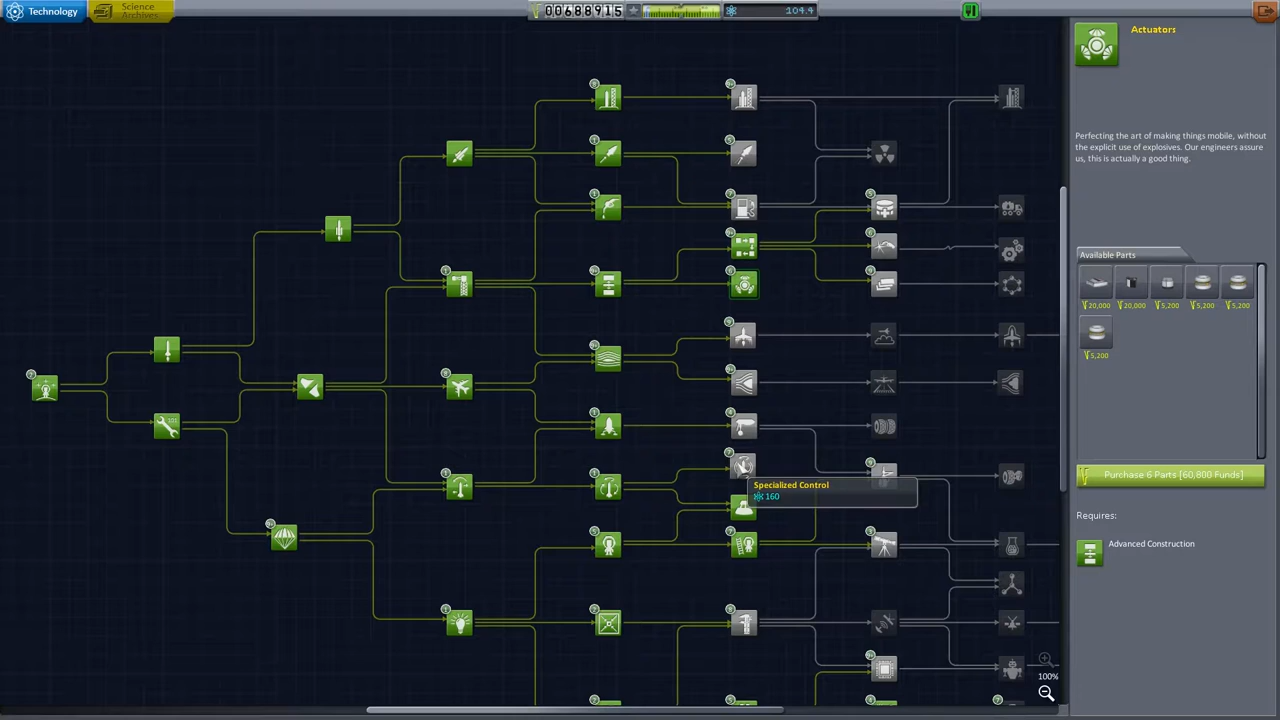 Technology
Science
Archives
00688915
104.4
Actuators
Perfecting the art of making things mobile, without
the explicit use of explosives. Our engineers assure
us, this is actually a good thing.
Available Parts
20,000 20,000 5,200 5,200 5,200
5,200
Purchase 6 Parts [60,800 Funds]
Requires:
Advanced Construction
Specialized Control
160
100%